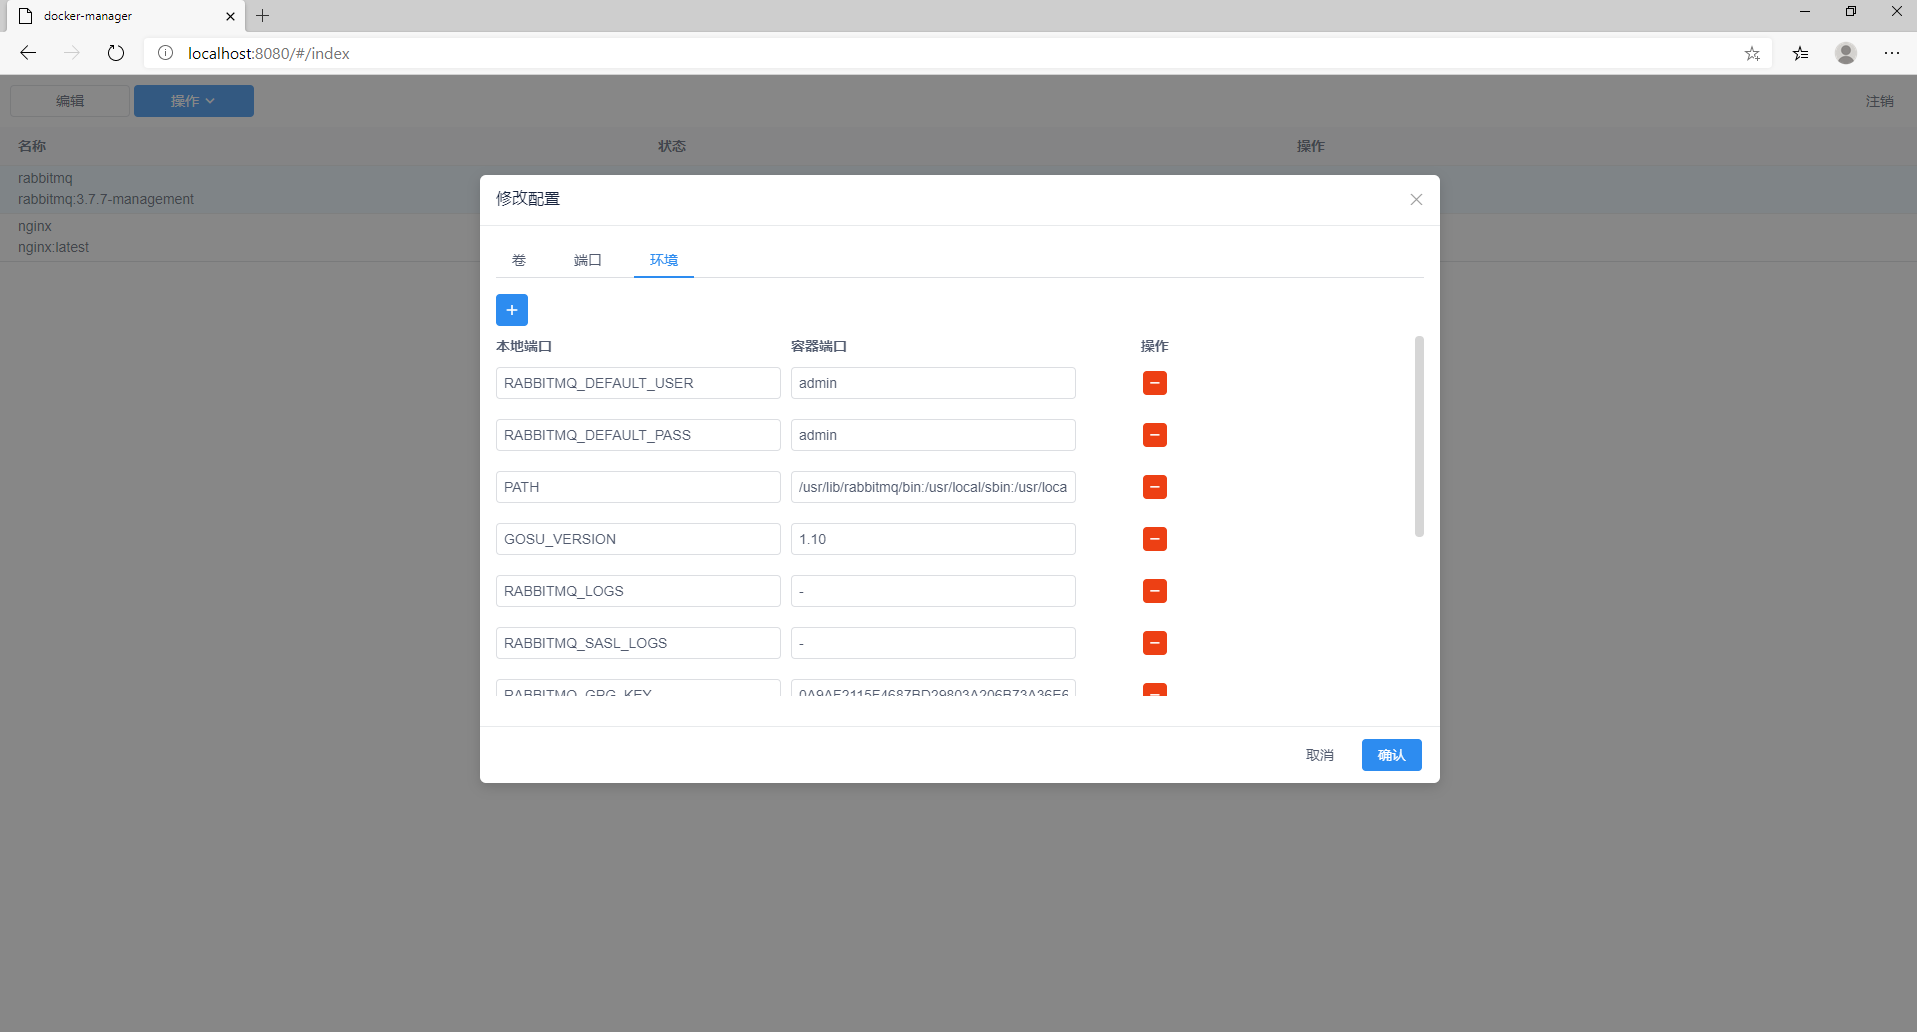 docker-manager
localhost:8080/#/index
编辑
操作
注销
名称
状态
操作
rabbitmq
rabbitmq:3.7.7-management
nginx
nginx:latest
修改配置
卷
端口
环境
本地端口
容器端口
操作
RABBITMQ_DEFAULT_USER
admin
RABBITMQ_DEFAULT_PASS
admin
PATH
/usr/lib/rabbitmq/bin:/usr/local/sbin:/usr/loca
GOSU_VERSION
1.10
RABBITMQ_LOGS
-
RABBITMQ_SASL_LOGS
-
RABBITMQ_GPG_KEY
取消
确认